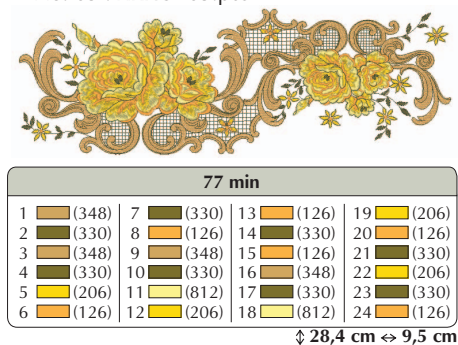 77 min
1 (348) 7 (330) 13 (126) 19 (206)
2 (330) 8 (126) 14 (330) 20 (126)
3 (348) 9 (348) 15 (126) 21 (330)
4 (330) 10 (330) 16 (348) 22 (206)
5 (206) 11 (812) 17 (330) 23 (330)
6 (126) 12 (206) 18 (812) 24 (126)
⇕ 28,4 cm ⇔ 9,5 cm